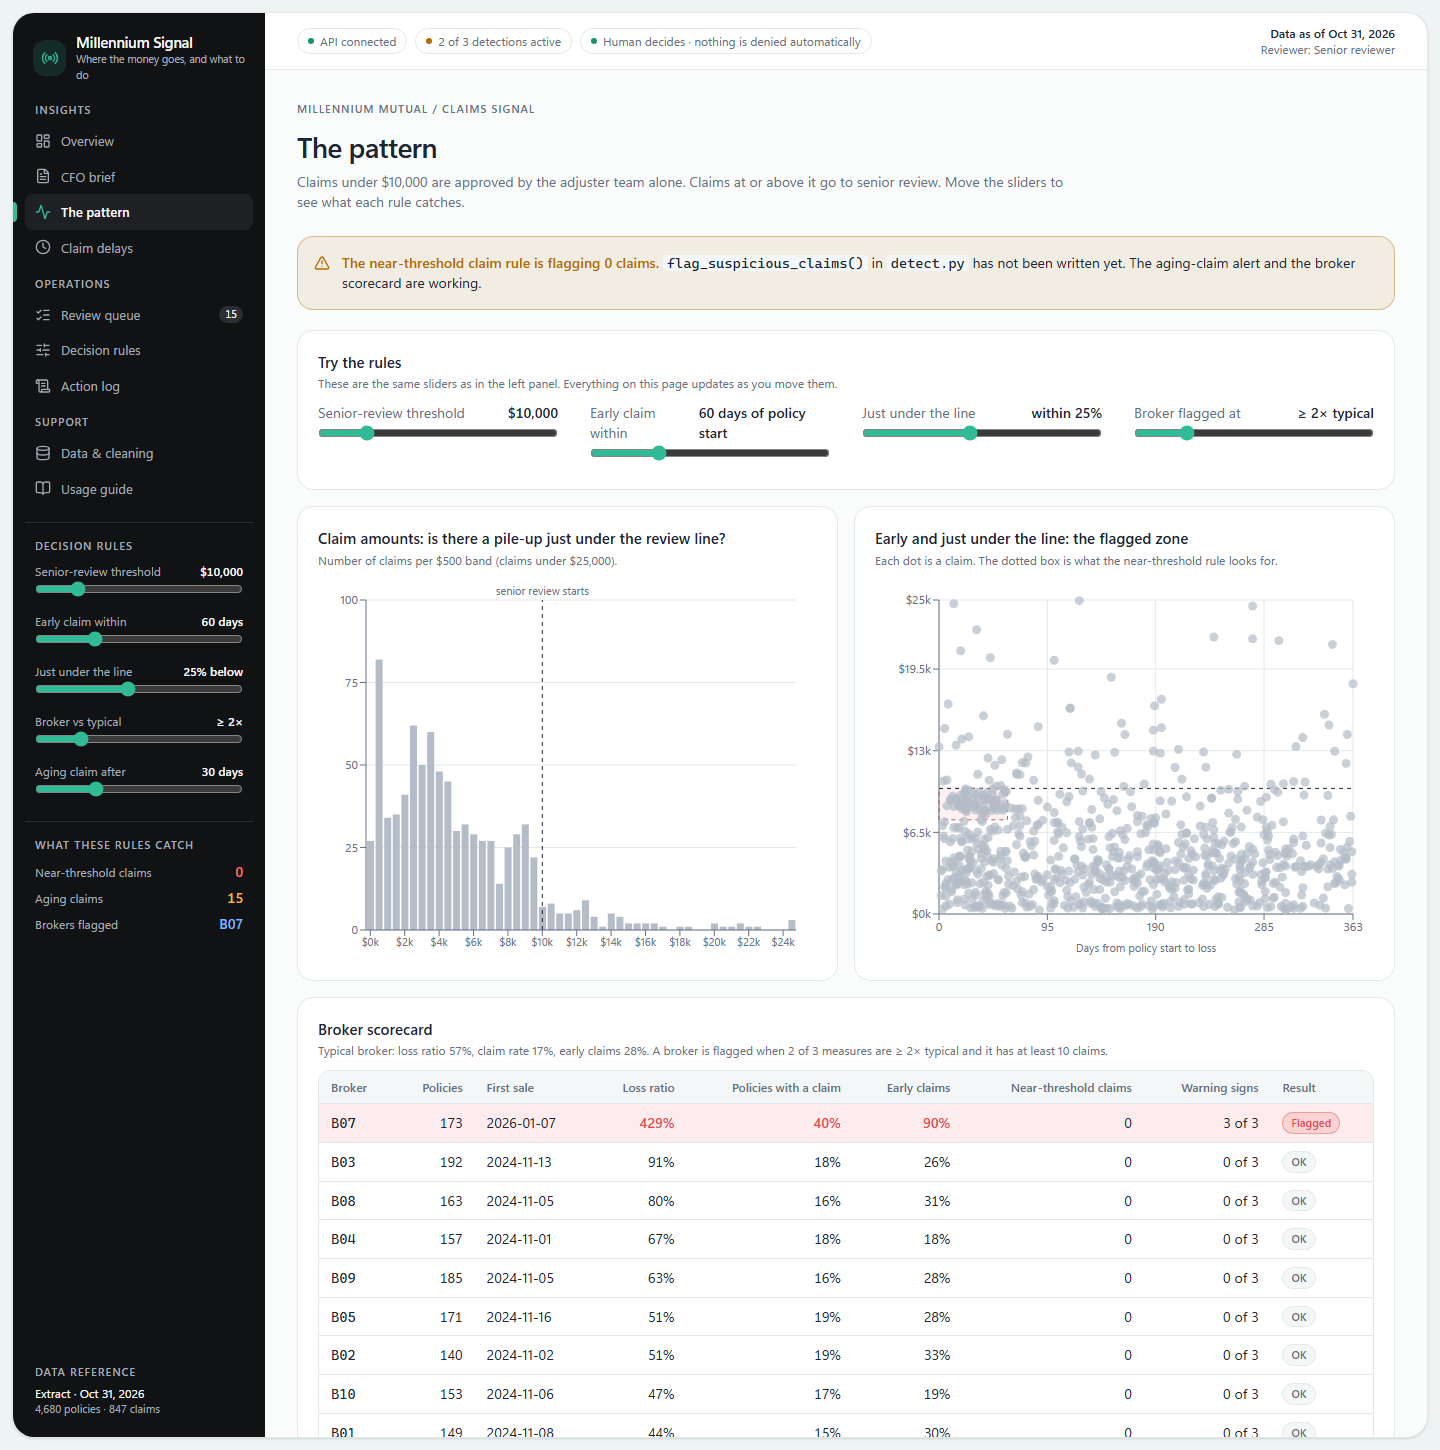 Millennium Signal
Where the money goes, and what to
do
INSIGHTS
Overview
CFO brief
The pattern
Claim delays
OPERATIONS
Review queue 15
Decision rules
Action log
SUPPORT
Data & cleaning
Usage guide
DECISION RULES
Senior-review threshold $10,000
Early claim within 60 days
Just under the line 25% below
Broker vs typical ≥ 2×
Aging claim after 30 days
WHAT THESE RULES CATCH
Near-threshold claims 0
Aging claims 15
Brokers flagged B07
DATA REFERENCE
Extract · Oct 31, 2026
4,680 policies · 847 claims
API connected
2 of 3 detections active
Human decides · nothing is denied automatically
Data as of Oct 31, 2026
Reviewer: Senior reviewer
MILLENNIUM MUTUAL / CLAIMS SIGNAL
The pattern
Claims under $10,000 are approved by the adjuster team alone. Claims at or above it go to senior review. Move the sliders to
see what each rule catches.
The near-threshold claim rule is flagging 0 claims. flag_suspicious_claims() in detect.py has not been written yet. The aging-claim alert and the broker
scorecard are working.
Try the rules
These are the same sliders as in the left panel. Everything on this page updates as you move them.
Senior-review threshold $10,000
Early claim
within
60 days of policy
start
Just under the line within 25%
Broker flagged at ≥ 2× typical
Claim amounts: is there a pile-up just under the review line?
Number of claims per $500 band (claims under $25,000).
senior review starts
100
75
50
25
0
$0k $2k $4k $6k $8k $10k $12k $14k $16k $18k $20k $22k $24k
Early and just under the line: the flagged zone
Each dot is a claim. The dotted box is what the near-threshold rule looks for.
$25k
$19.5k
$13k
$6.5k
$0k
0 95 190 285 363
Days from policy start to loss
Broker scorecard
Typical broker: loss ratio 57%, claim rate 17%, early claims 28%. A broker is flagged when 2 of 3 measures are ≥ 2× typical and it has at least 10 claims.
Broker Policies First sale Loss ratio Policies with a claim Early claims Near-threshold claims Warning signs Result
B07 173 2026-01-07 429% 40% 90% 0 3 of 3 Flagged
B03 192 2024-11-13 91% 18% 26% 0 0 of 3 OK
B08 163 2024-11-05 80% 16% 31% 0 0 of 3 OK
B04 157 2024-11-01 67% 18% 18% 0 0 of 3 OK
B09 185 2024-11-05 63% 16% 28% 0 0 of 3 OK
B05 171 2024-11-16 51% 19% 28% 0 0 of 3 OK
B02 140 2024-11-02 51% 19% 33% 0 0 of 3 OK
B10 153 2024-11-06 47% 17% 19% 0 0 of 3 OK
B01 149 2024-11-08 44% 15% 30% 0 0 of 3 OK